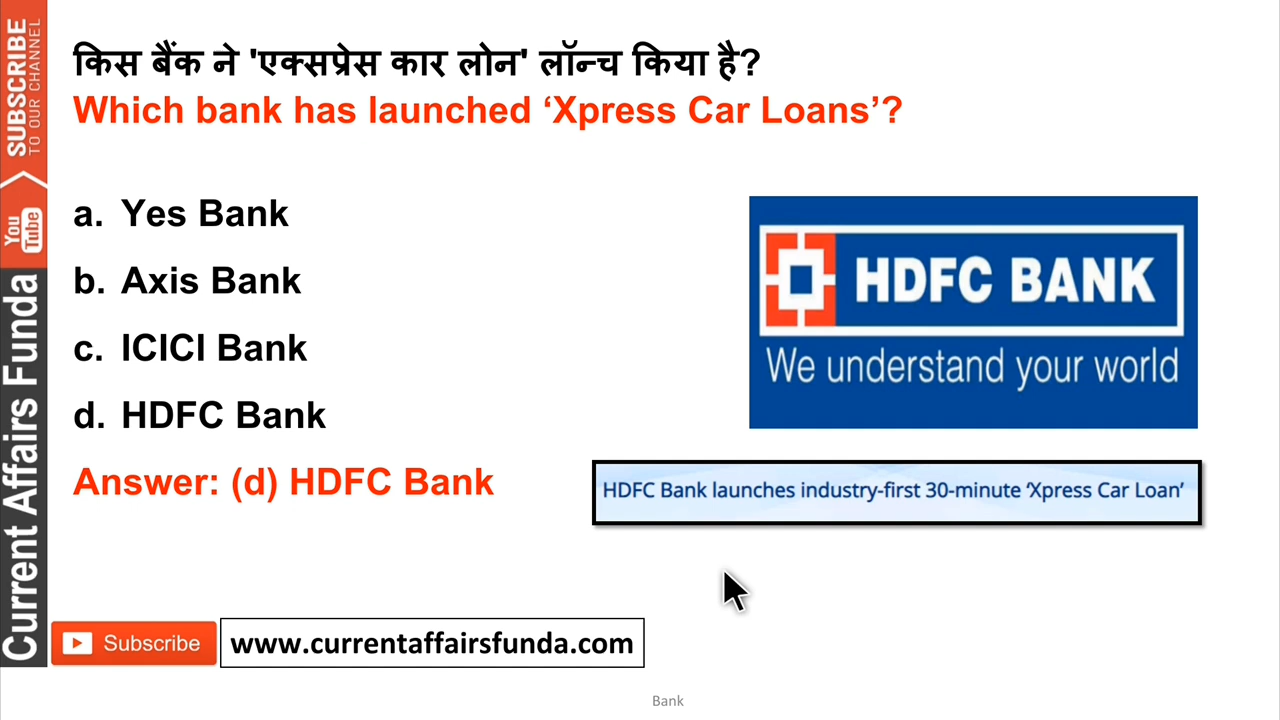 किस बैंक ने 'एक्सप्रेस कार लोन' लॉन्च किया है?
Which bank has launched ‘Xpress Car Loans’?
a. Yes Bank
b. Axis Bank
c. ICICI Bank
d. HDFC Bank
Answer: (d) HDFC Bank
HDFC BANK
We understand your world
HDFC Bank launches industry-first 30-minute ‘Xpress Car Loan’
SUBSCRIBE
TO OUR CHANNEL
You
Tube
Current Affairs Funda
Subscribe
www.currentaffairsfunda.com
Bank